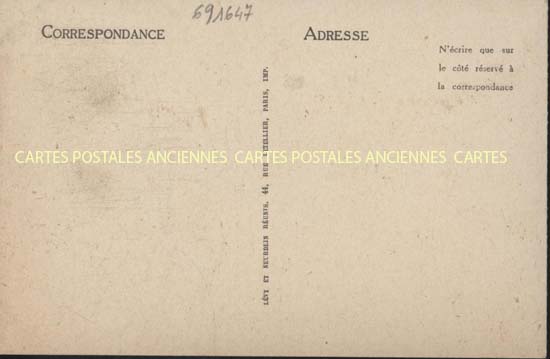 691647
CORRESPONDANCE
ADRESSE
N'écrire que sur
le côté réservé à
la correspondance
CARTES POSTALES ANCIENNES CARTES POSTALES ANCIENNES CARTES
LÉVY ET NEURDEIN RÉUNIS, 44, RUE LETELLIER, PARIS, IMP.